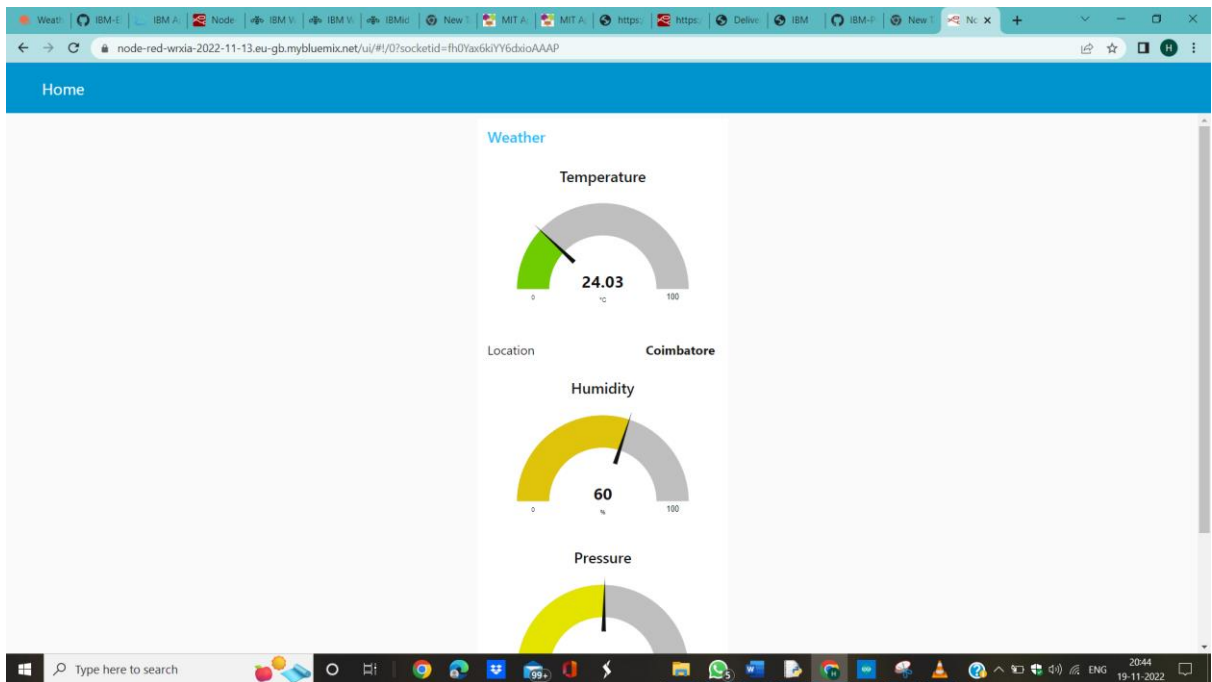 Weath
IBM-E
IBM A
Node
IBM W
IBM W
IBMid
New T
MIT A
MIT A
https:
https:/
Delive
IBM
IBM-P
New T
Nc
node-red-wrxia-2022-11-13.eu-gb.mybluemix.net/ui/#!/0?socketid=fh0Yax6kiYY6dxioAAAP
H
Home
Weather
Temperature
24.03
0
°C
100
Location Coimbatore
Humidity
60
0
%
100
Pressure
Type here to search
99+
5
ENG
20:44
19-11-2022